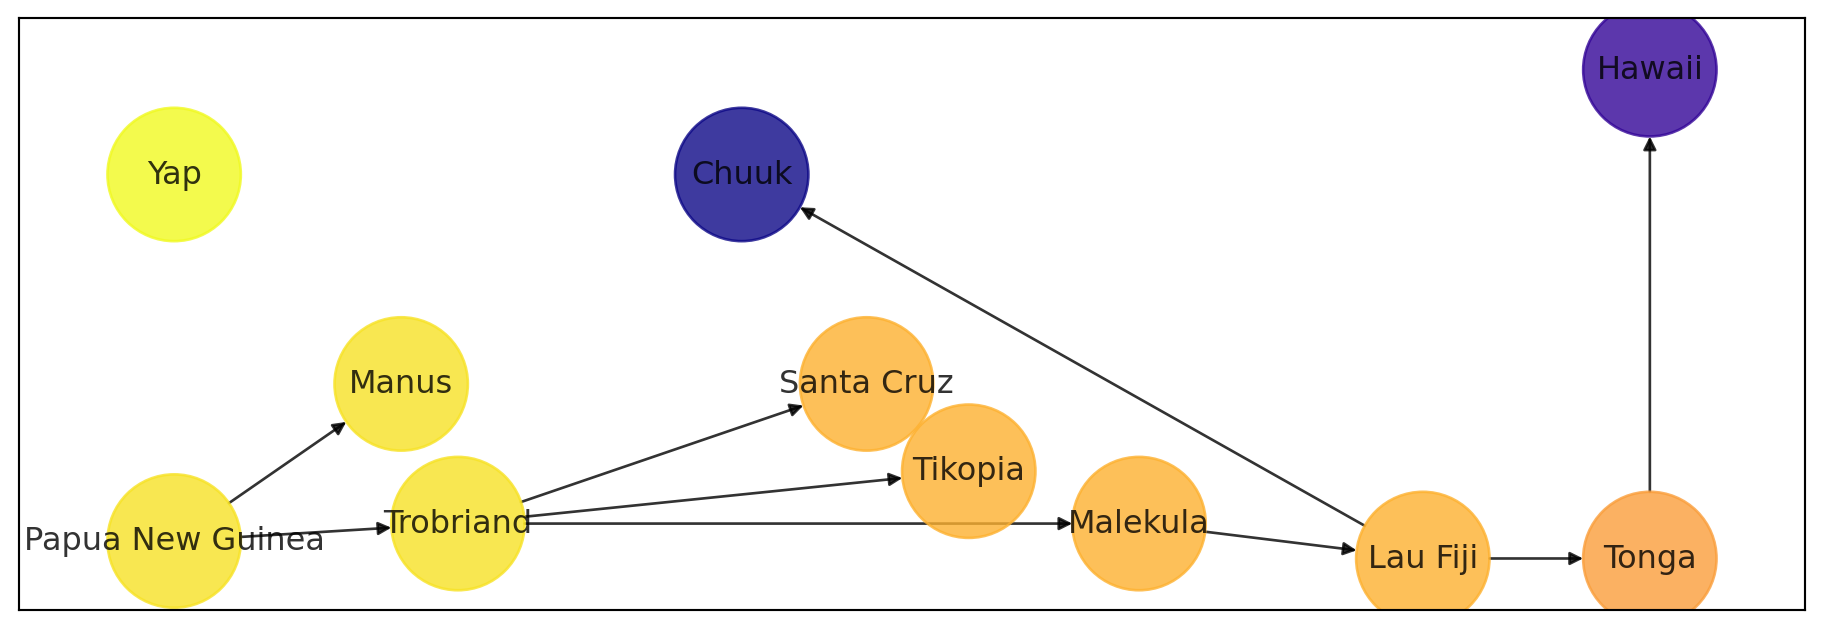 Hawaii
Yap
Chuuk
Manus
Santa Cruz
Tikopia
Trobriand
Malekula
Papua New Guinea
Lau Fiji
Tonga